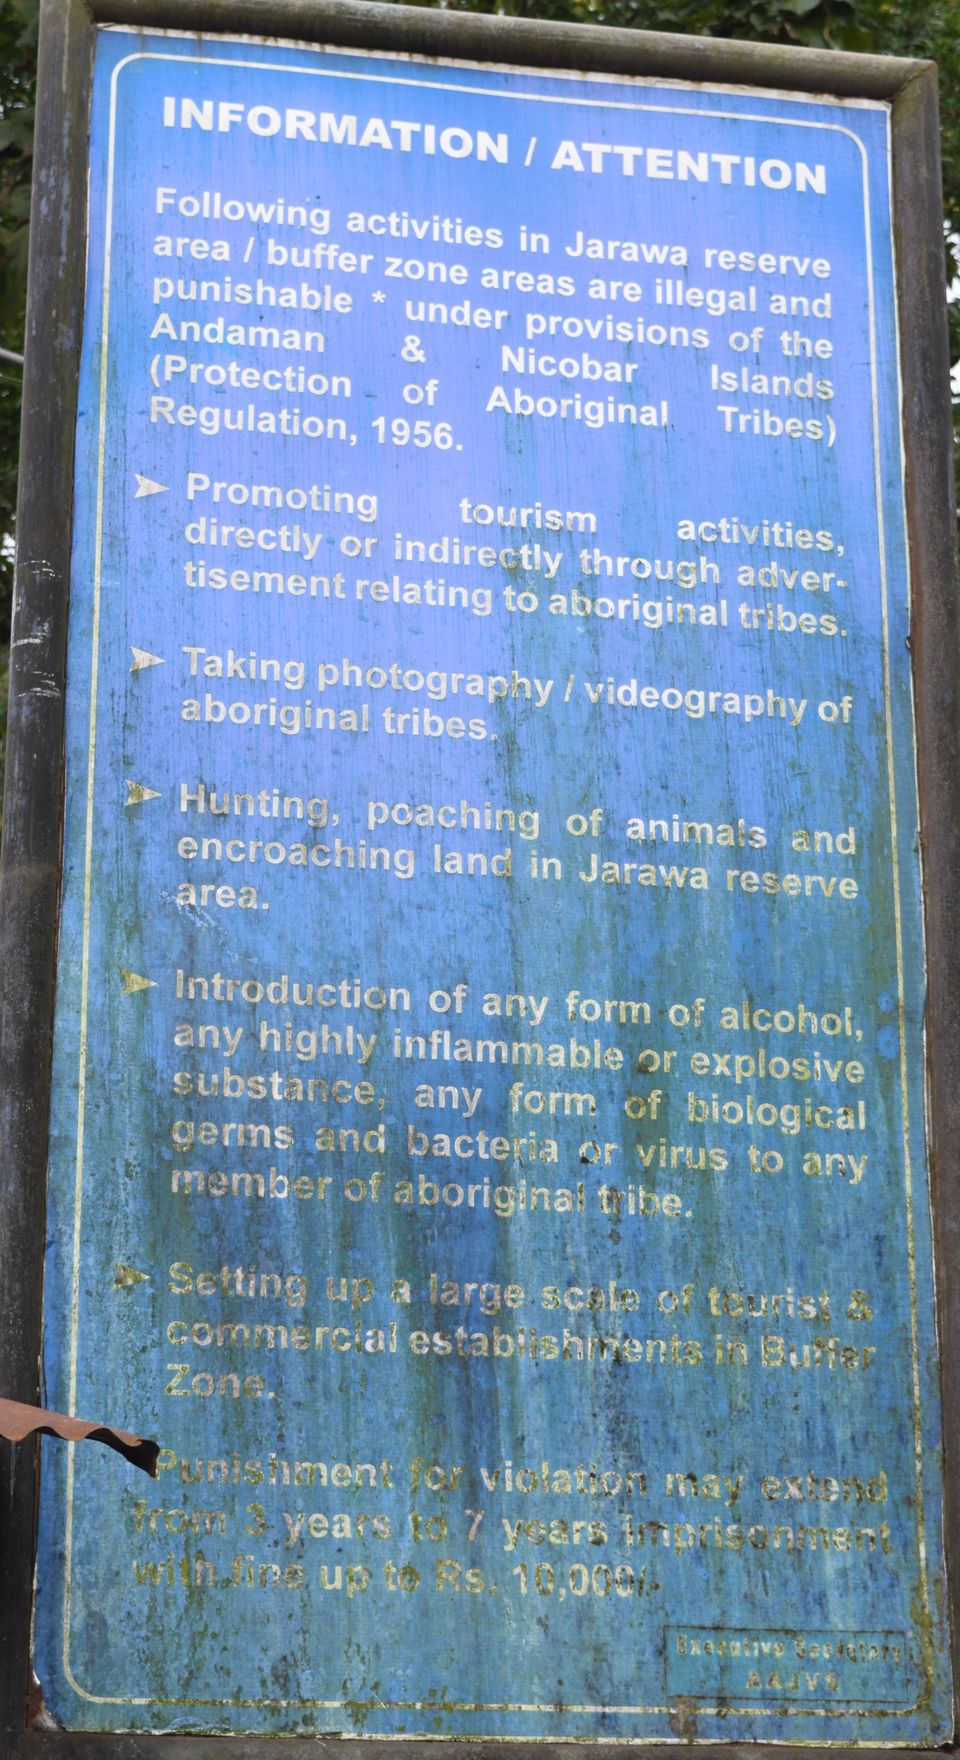 INFORMATION / ATTENTION
Following activities in Jarawa reserve
area / buffer zone areas are illegal and
punishable * under provisions of the
Andaman & Nicobar Islands
(Protection of Aboriginal Tribes)
Regulation, 1956.
➤ Promoting tourism activities,
directly or indirectly through adver-
tisement relating to aboriginal tribes.
➤ Taking photography / videography of
aboriginal tribes.
➤ Hunting, poaching of animals and
encroaching land in Jarawa reserve
area.
➤ Introduction of any form of alcohol,
any highly inflammable or explosive
substance, any form of biological
germs and bacteria or virus to any
member of aboriginal tribe.
➤ Setting up a large scale of tourist &
commercial establishments in Buffer
Zone.
Punishment for violation may extend
from 3 years to 7 years imprisonment
with fine up to Rs. 10,000/-
Executive Secretary
AAJVS